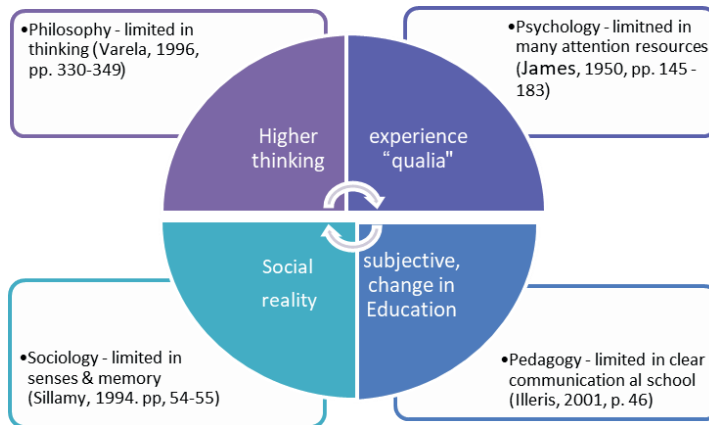 •Philosophy - limited in
thinking (Varela, 1996,
pp. 330-349)
•Psychology - limitned in
many attention resources
(James, 1950, pp. 145 -
183)
Higher
thinking
experience
“qualia"
Social
reality
subjective,
change in
Education
•Sociology - limited in
senses & memory
(Sillamy, 1994. pp, 54-55)
•Pedagogy - limited in clear
communication al school
(Illeris, 2001, p. 46)